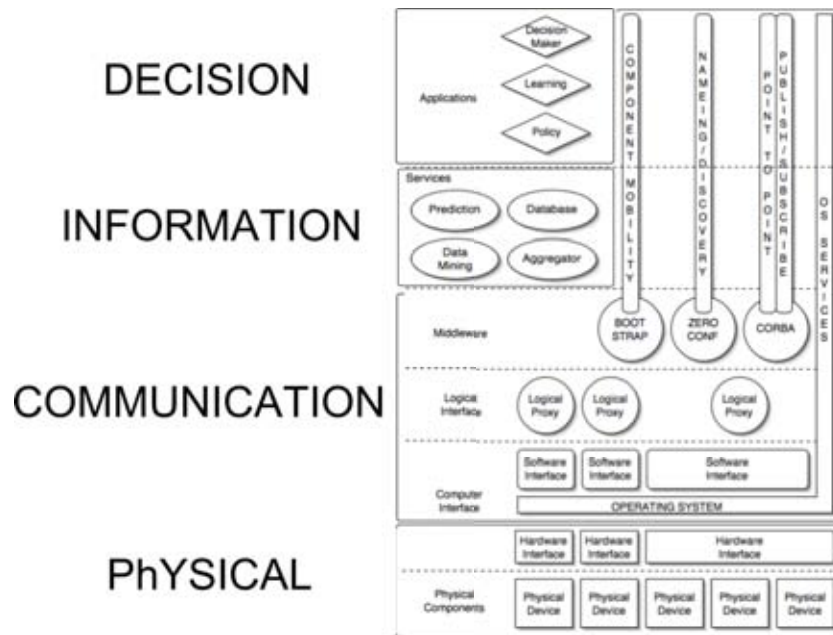 DECISION
INFORMATION
COMMUNICATION
PhYSICAL
Applications
Decision
Maker
Learning
Policy
Services
Prediction
Database
Data
Mining
Aggregator
COMPONENT MOBILITY
NAMEING/DISCOVERY
POINT TO POINT
PUBLISH/SUBSCRIBE
OS SERVICES
Middleware
BOOT
STRAP
ZERO
CONF
CORBA
Logical
Interface
Logical
Proxy
Logical
Proxy
Logical
Proxy
Computer
Interface
Software
Interface
Software
Interface
Software
Interface
OPERATING SYSTEM
Hardware
Interface
Hardware
Interface
Hardware
Interface
Physical
Components
Physical
Device
Physical
Device
Physical
Device
Physical
Device
Physical
Device